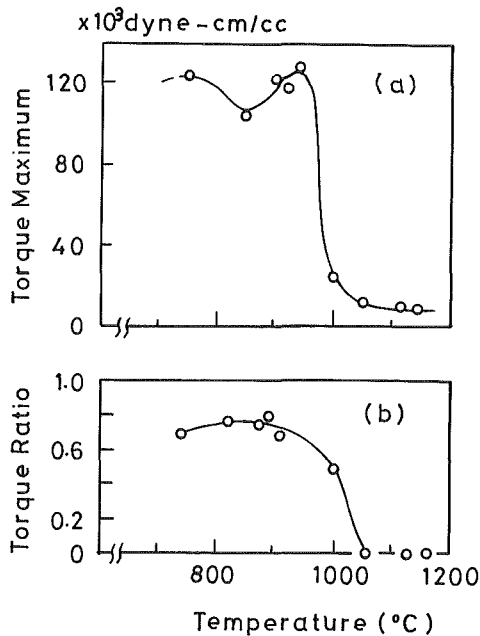 x10³dyne-cm/cc
120
80
40
0
Torque Maximum
(a)
1.0
0.6
0.2
0
Torque Ratio
(b)
800
1000
1200
Temperature (°C)